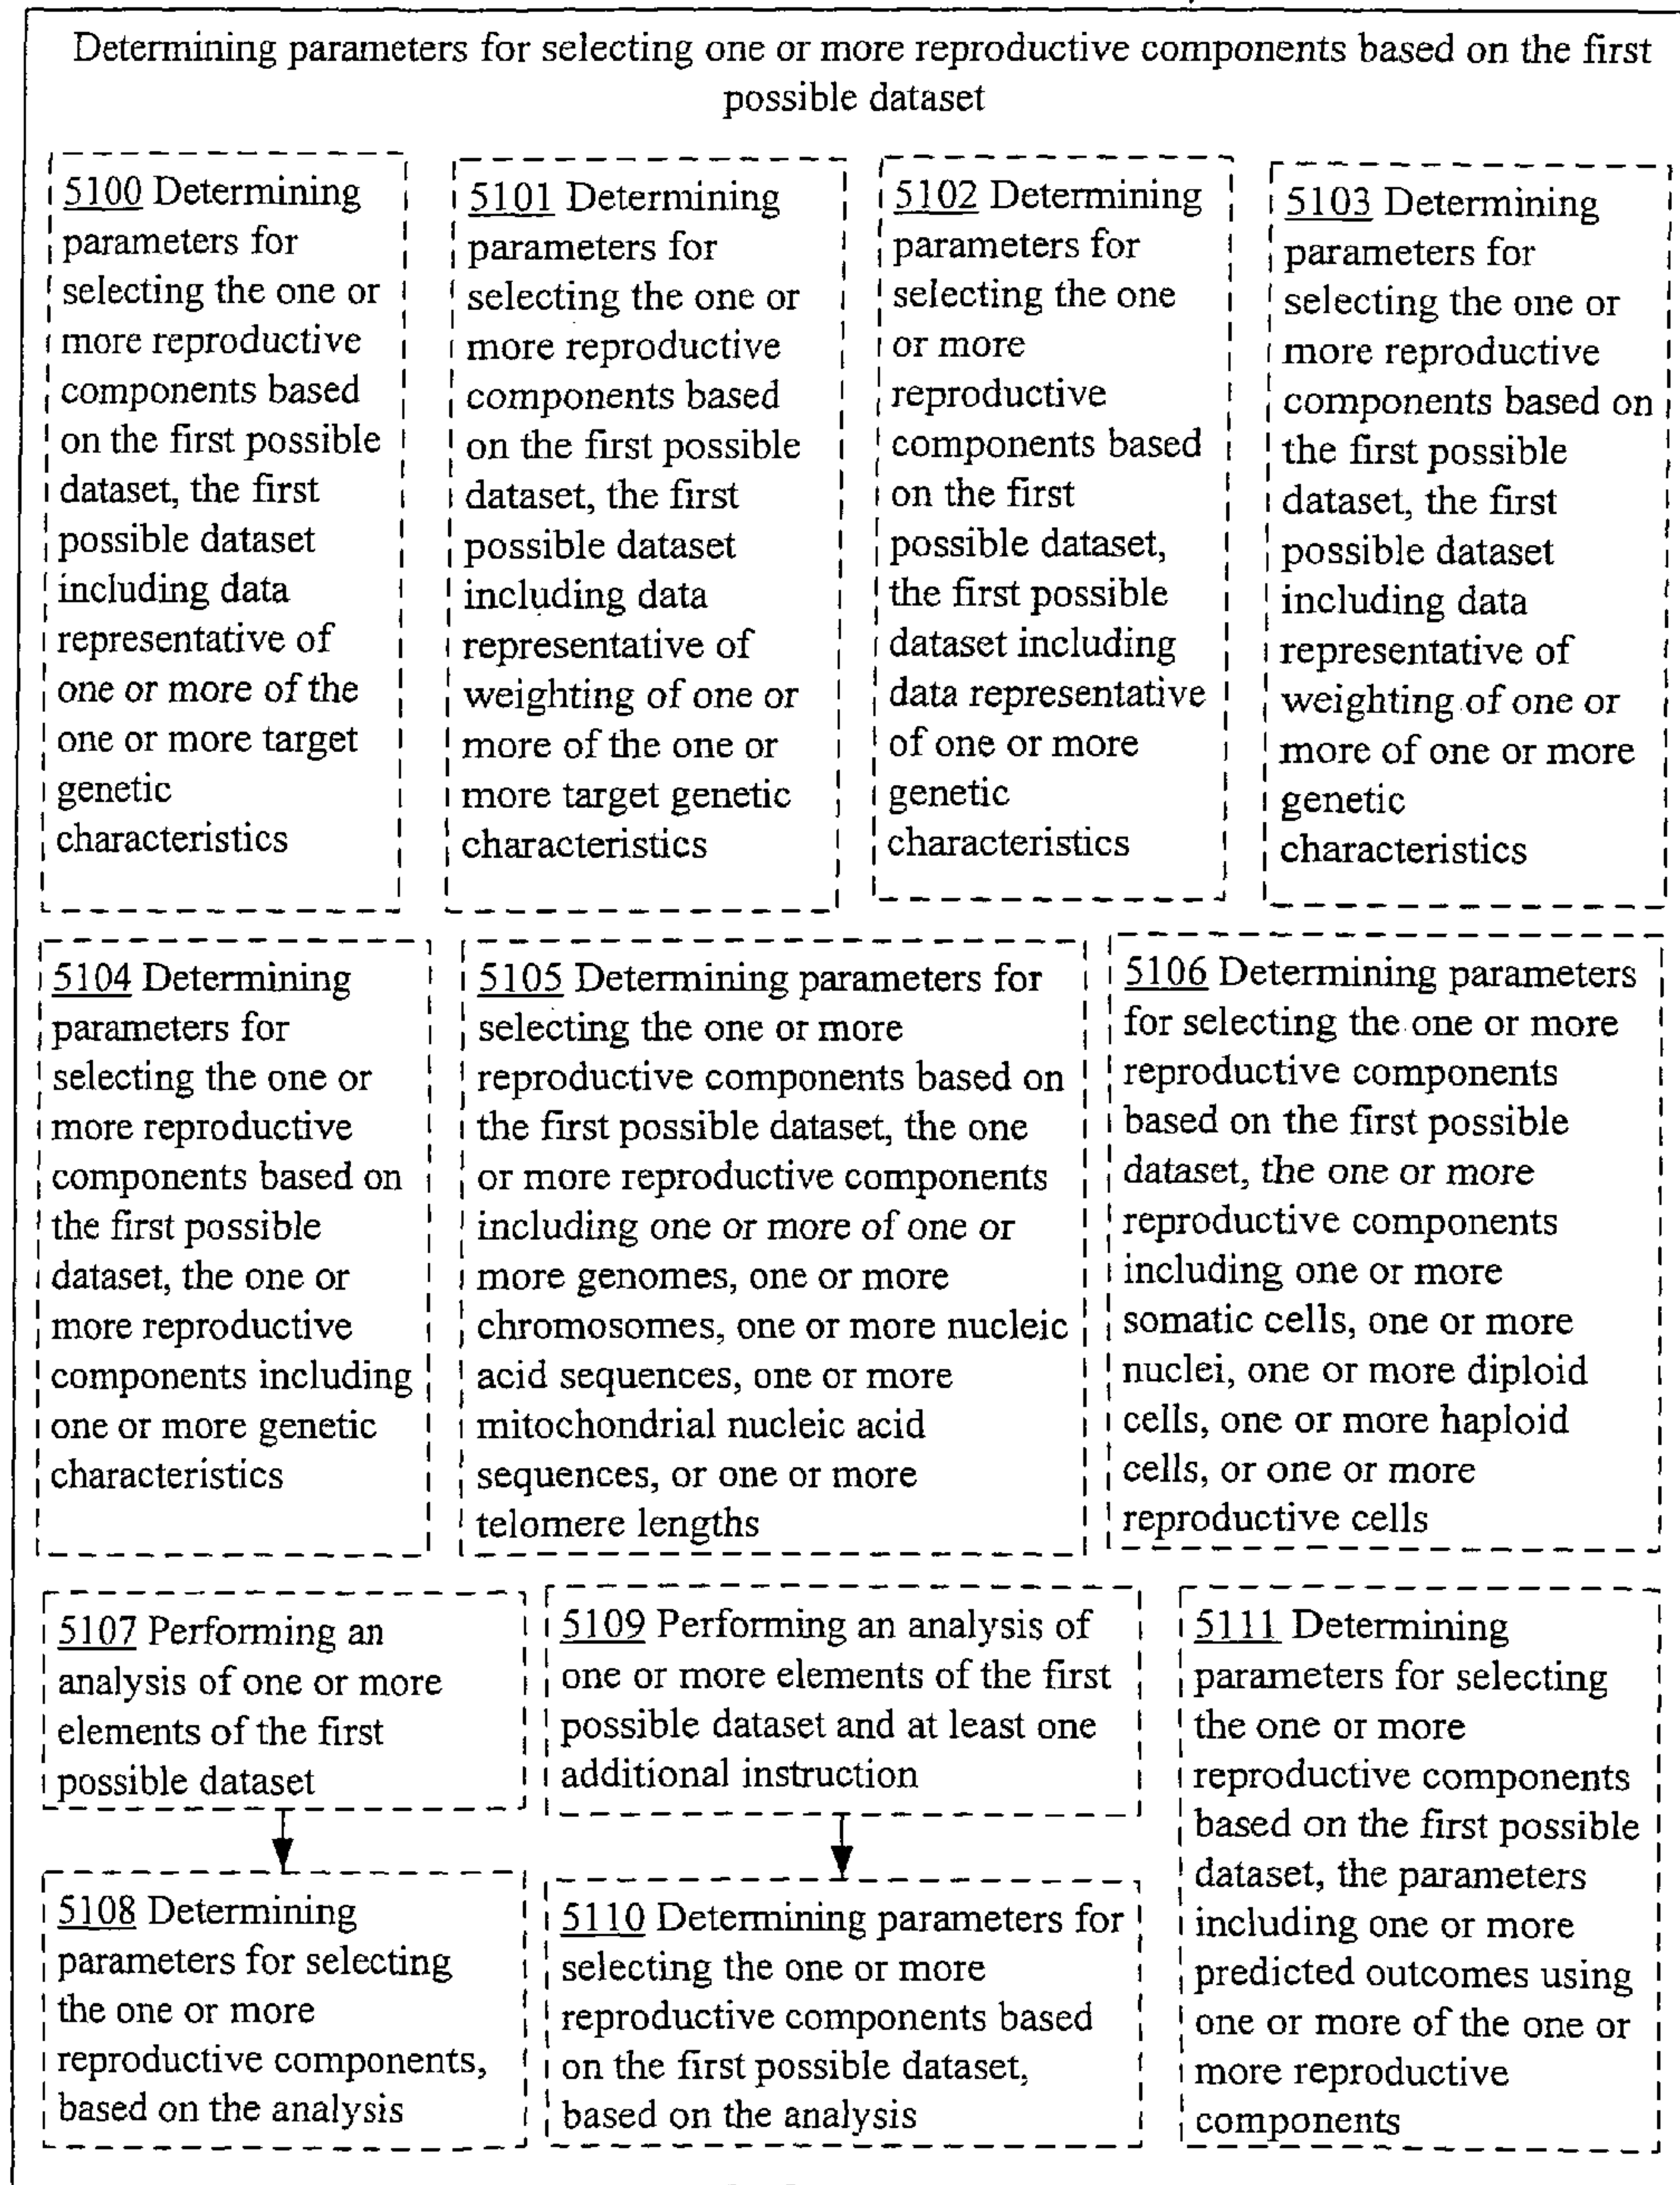 Determining parameters for selecting one or more reproductive components based on the first
possible dataset
5100 Determining
parameters for
selecting the one or
more reproductive
components based
on the first possible
dataset, the first
possible dataset
including data
representative of
one or more of the
one or more target
genetic
characteristics
5101 Determining
parameters for
selecting the one or
more reproductive
components based
on the first possible
dataset, the first
possible dataset
including data
representative of
weighting of one or
more of the one or
more target genetic
characteristics
5102 Determining
parameters for
selecting the one
or more
reproductive
components based
on the first
possible dataset,
the first possible
dataset including
data representative
of one or more
genetic
characteristics
5103 Determining
parameters for
selecting the one or
more reproductive
components based on
the first possible
dataset, the first
possible dataset
including data
representative of
weighting of one or
more of one or more
genetic
characteristics
5104 Determining
parameters for
selecting the one or
more reproductive
components based on
the first possible
dataset, the one or
more reproductive
components including
one or more genetic
characteristics
5105 Determining parameters for
selecting the one or more
reproductive components based on
the first possible dataset, the one
or more reproductive components
including one or more of one or
more genomes, one or more
chromosomes, one or more nucleic
acid sequences, one or more
mitochondrial nucleic acid
sequences, or one or more
telomere lengths
5106 Determining parameters
for selecting the one or more
reproductive components
based on the first possible
dataset, the one or more
reproductive components
including one or more
somatic cells, one or more
nuclei, one or more diploid
cells, one or more haploid
cells, or one or more
reproductive cells
5107 Performing an
analysis of one or more
elements of the first
possible dataset
5108 Determining
parameters for selecting
the one or more
reproductive components,
based on the analysis
5109 Performing an analysis of
one or more elements of the first
possible dataset and at least one
additional instruction
5110 Determining parameters for
selecting the one or more
reproductive components based
on the first possible dataset,
based on the analysis
5111 Determining
parameters for selecting
the one or more
reproductive components
based on the first possible
dataset, the parameters
including one or more
predicted outcomes using
one or more of the one or
more reproductive
components